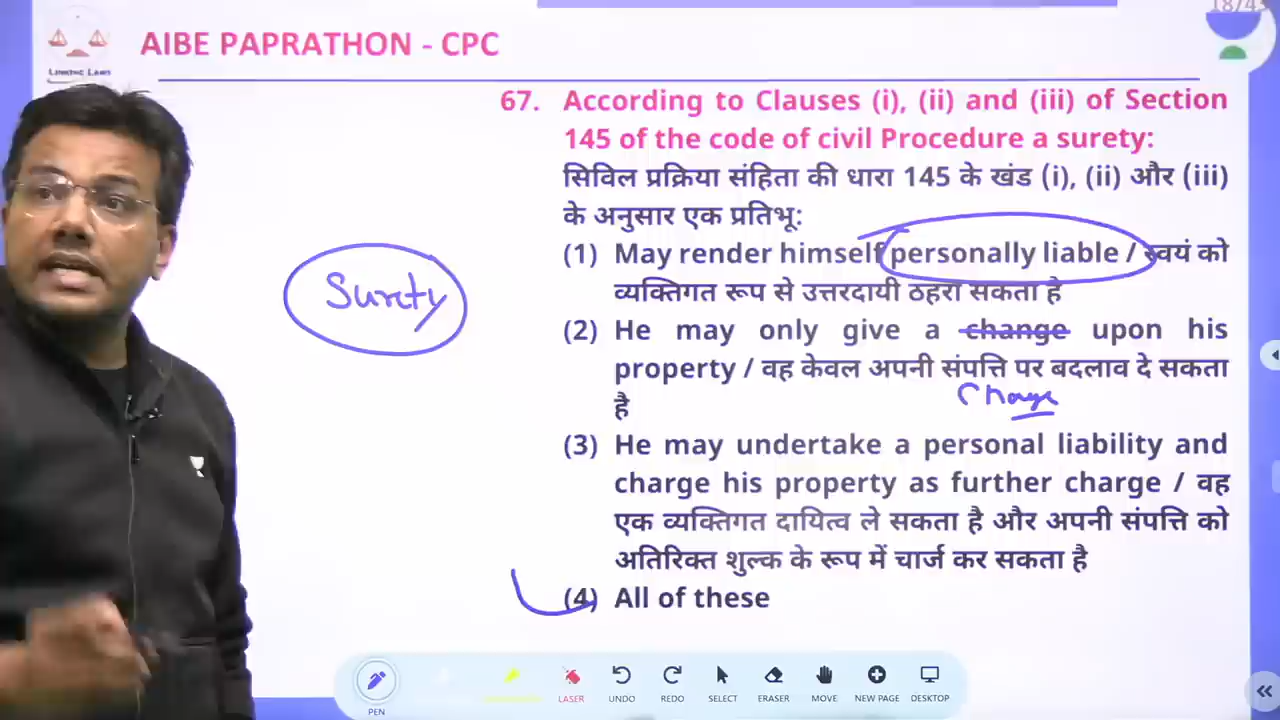 18/43
AIBE PAPRATHON - CPC
LINKING LAWS
67. According to Clauses (i), (ii) and (iii) of Section
145 of the code of civil Procedure a surety:
सिविल प्रक्रिया संहिता की धारा 145 के खंड (i), (ii) और (iii)
के अनुसार एक प्रतिभू:
(1) May render himself personally liable / स्वयं को
व्यक्तिगत रूप से उत्तरदायी ठहरा सकता है
Surety
(2) He may only give a change upon his
property / वह केवल अपनी संपत्ति पर बदलाव दे सकता
है
Charge
(3) He may undertake a personal liability and
charge his property as further charge / वह
एक व्यक्तिगत दायित्व ले सकता है और अपनी संपत्ति को
अतिरिक्त शुल्क के रूप में चार्ज कर सकता है
(4) All of these
PEN
LASER
UNDO
REDO
SELECT
ERASER
MOVE
NEW PAGE
DESKTOP